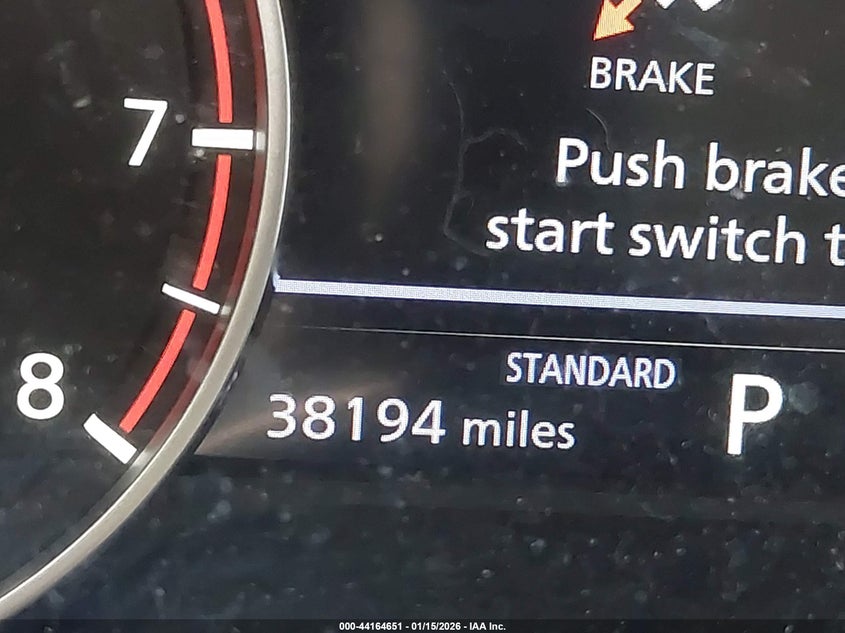 7
BRAKE
Push brake
start switch t
STANDARD
8
38194 miles
P
000-44164651 - 01/15/2026 - IAA Inc.